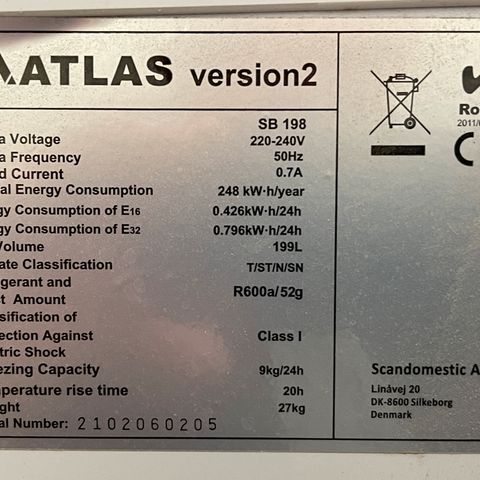 ATLAS version2
SB 198
a Voltage 220-240V
a Frequency 50Hz
d Current 0.7A
al Energy Consumption 248 kW·h/year
gy Consumption of E16 0.426kW·h/24h
gy Consumption of E32 0.796kW·h/24h
Volume 199L
ate Classification T/ST/N/SN
igerant and
t Amount R600a/52g
sification of
ection Against Class I
tric Shock
ezing Capacity 9kg/24h
perature rise time 20h
ght 27kg
al Number: 2102060205
Ro
2011/
CE
Scandomestic A
Linåvej 20
DK-8600 Silkeborg
Denmark